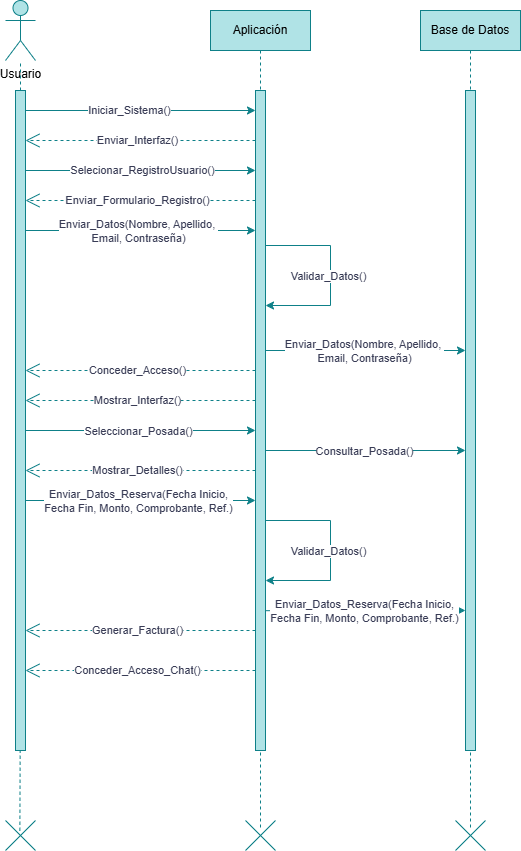 Usuario
Aplicación
Base de Datos
Iniciar_Sistema()
Enviar_Interfaz()
Selecionar_RegistroUsuario()
Enviar_Formulario_Registro()
Enviar_Datos(Nombre, Apellido,
Email, Contraseña)
Validar_Datos()
Enviar_Datos(Nombre, Apellido,
Email, Contraseña)
Conceder_Acceso()
Mostrar_Interfaz()
Seleccionar_Posada()
Consultar_Posada()
Mostrar_Detalles()
Enviar_Datos_Reserva(Fecha Inicio,
Fecha Fin, Monto, Comprobante, Ref.)
Validar_Datos()
Enviar_Datos_Reserva(Fecha Inicio,
Fecha Fin, Monto, Comprobante, Ref.)
Generar_Factura()
Conceder_Acceso_Chat()